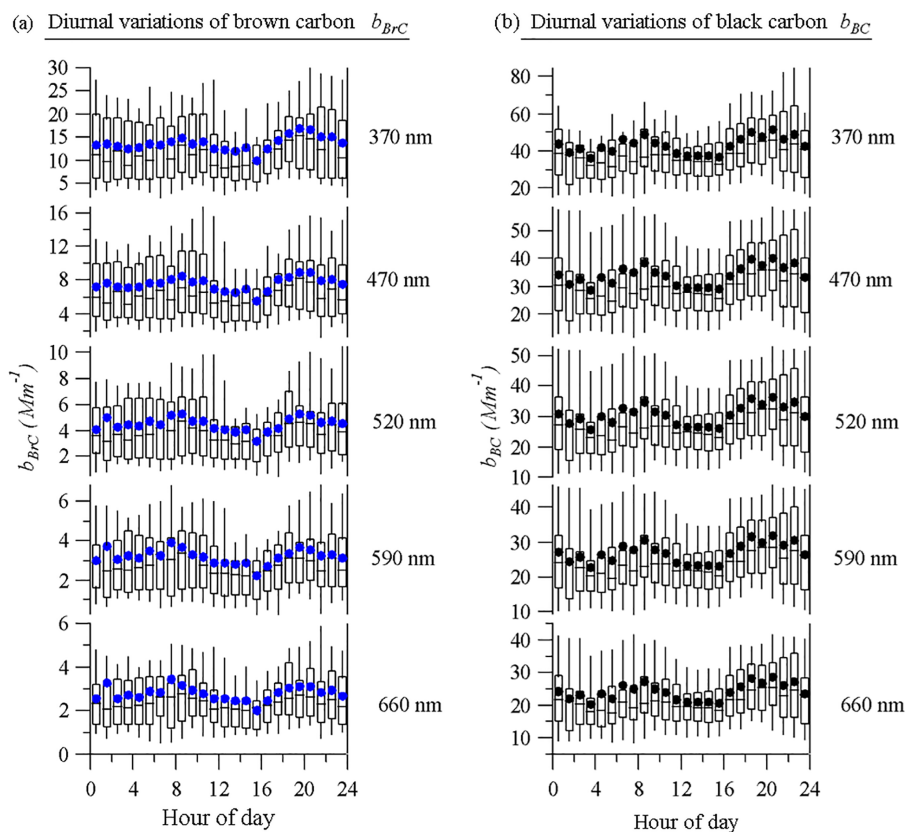 (a) Diurnal variations of brown carbon b_BrC
30
25
20
15
10
5
370 nm
16
12
8
4
470 nm
10
8
6
4
2
520 nm
6
4
2
590 nm
6
4
2
0
660 nm
b_BrC (Mm⁻¹)
0 4 8 12 16 20 24
Hour of day
(b) Diurnal variations of black carbon b_BC
80
60
40
20
370 nm
50
40
30
20
470 nm
50
40
30
20
10
520 nm
40
30
20
10
590 nm
40
30
20
10
660 nm
b_BC (Mm⁻¹)
0 4 8 12 16 20 24
Hour of day